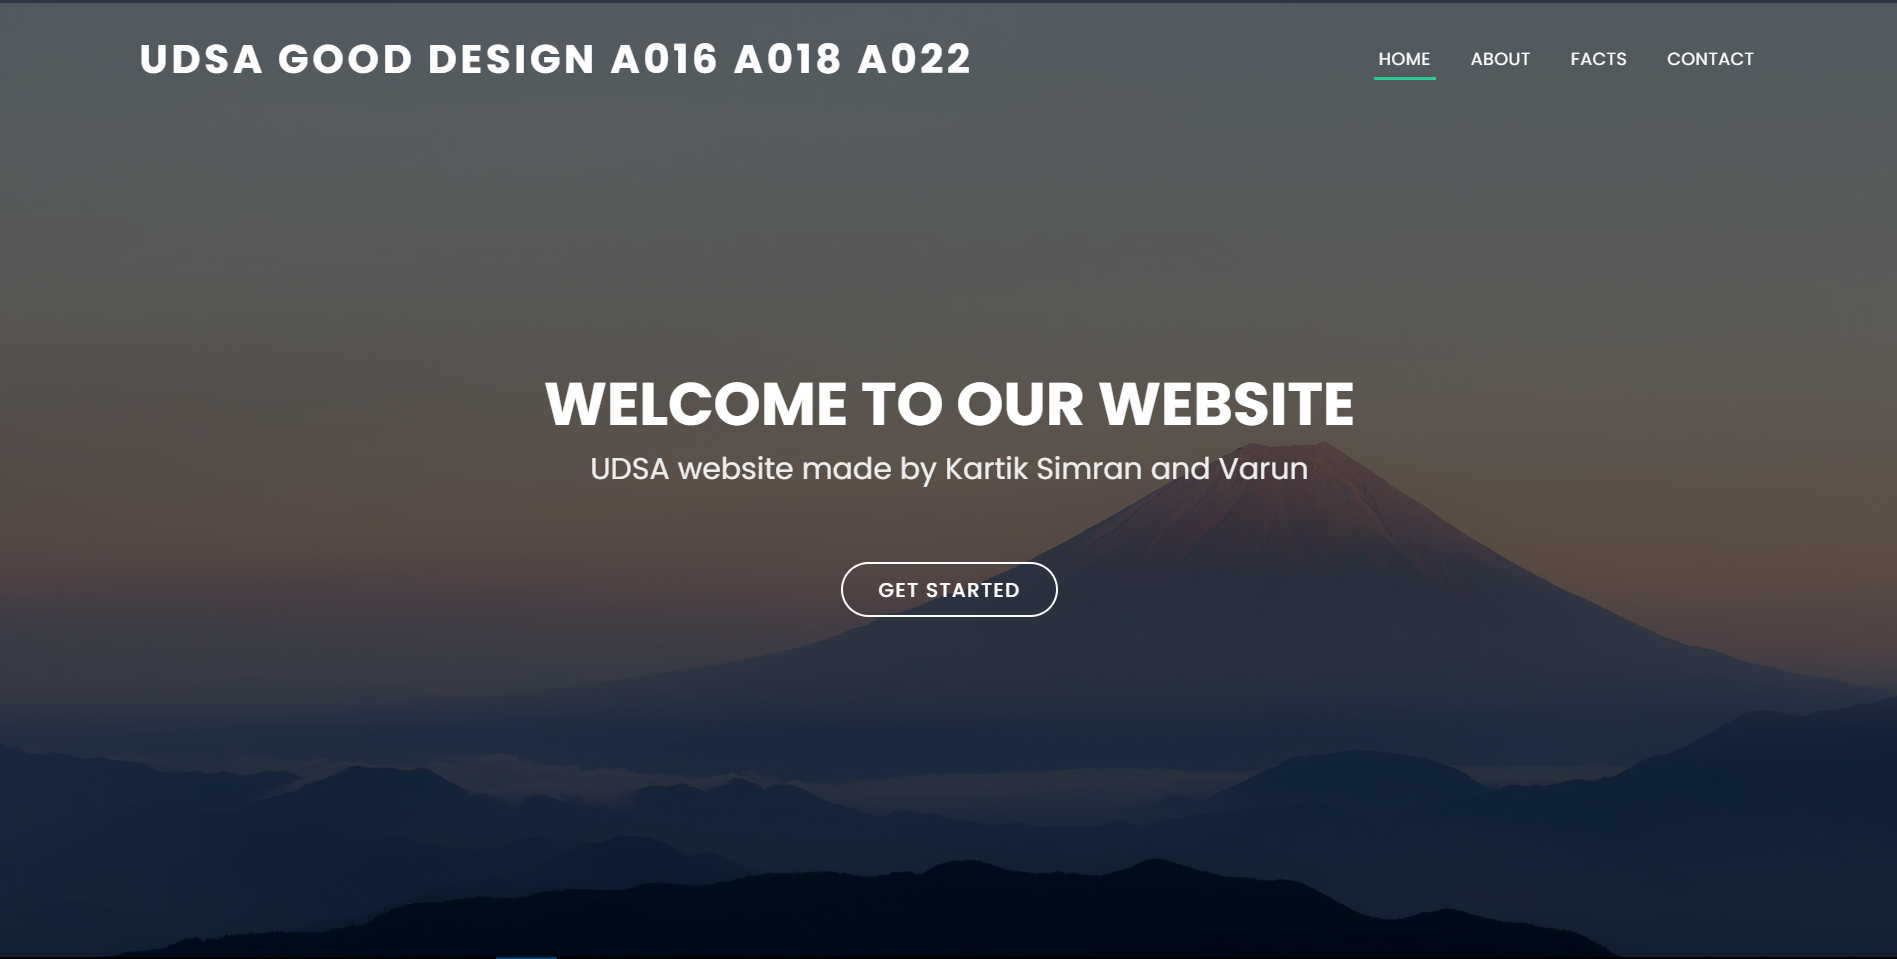 UDSA GOOD DESIGN A016 A018 A022
HOME ABOUT FACTS CONTACT
WELCOME TO OUR WEBSITE
UDSA website made by Kartik Simran and Varun
GET STARTED